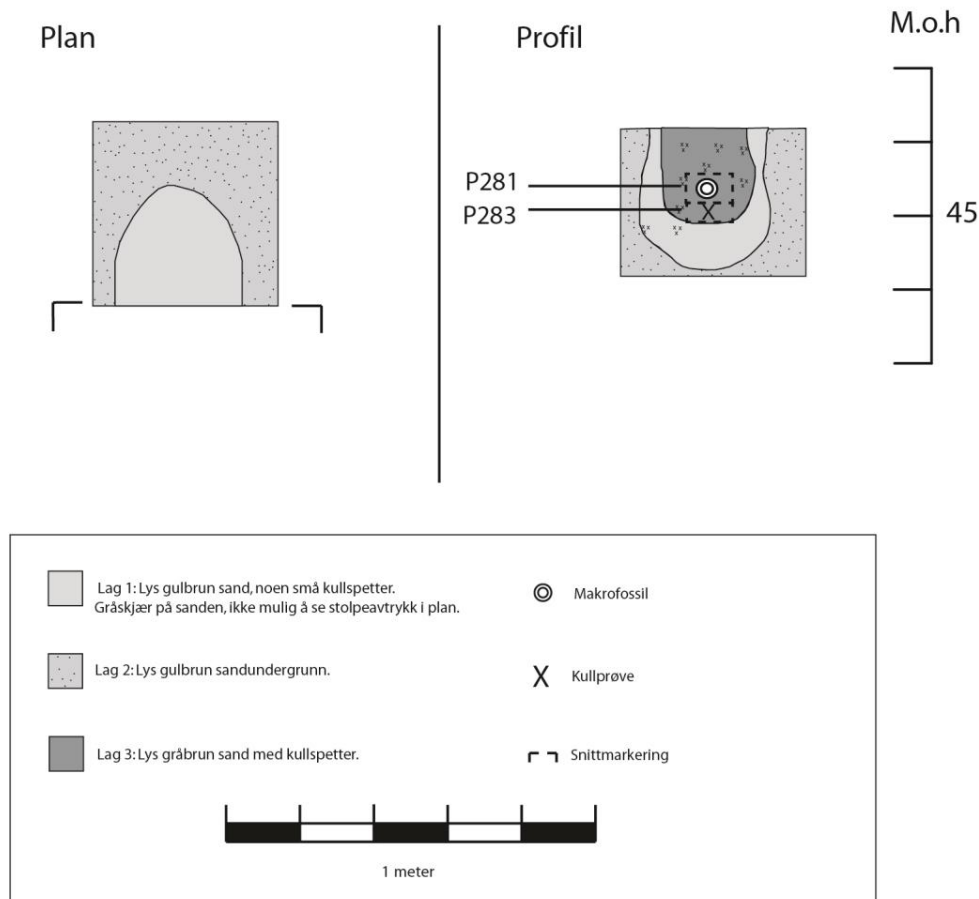 Plan
Profil
M.o.h
P281
P283
45
Lag 1: Lys gulbrun sand, noen små kullspetter.
Gråskjær på sanden, ikke mulig å se stolpeavtrykk i plan.
Makrofossil
Lag 2: Lys gulbrun sandundergrunn.
X Kullprøve
Lag 3: Lys gråbrun sand med kullspetter.
Snittmarkering
1 meter